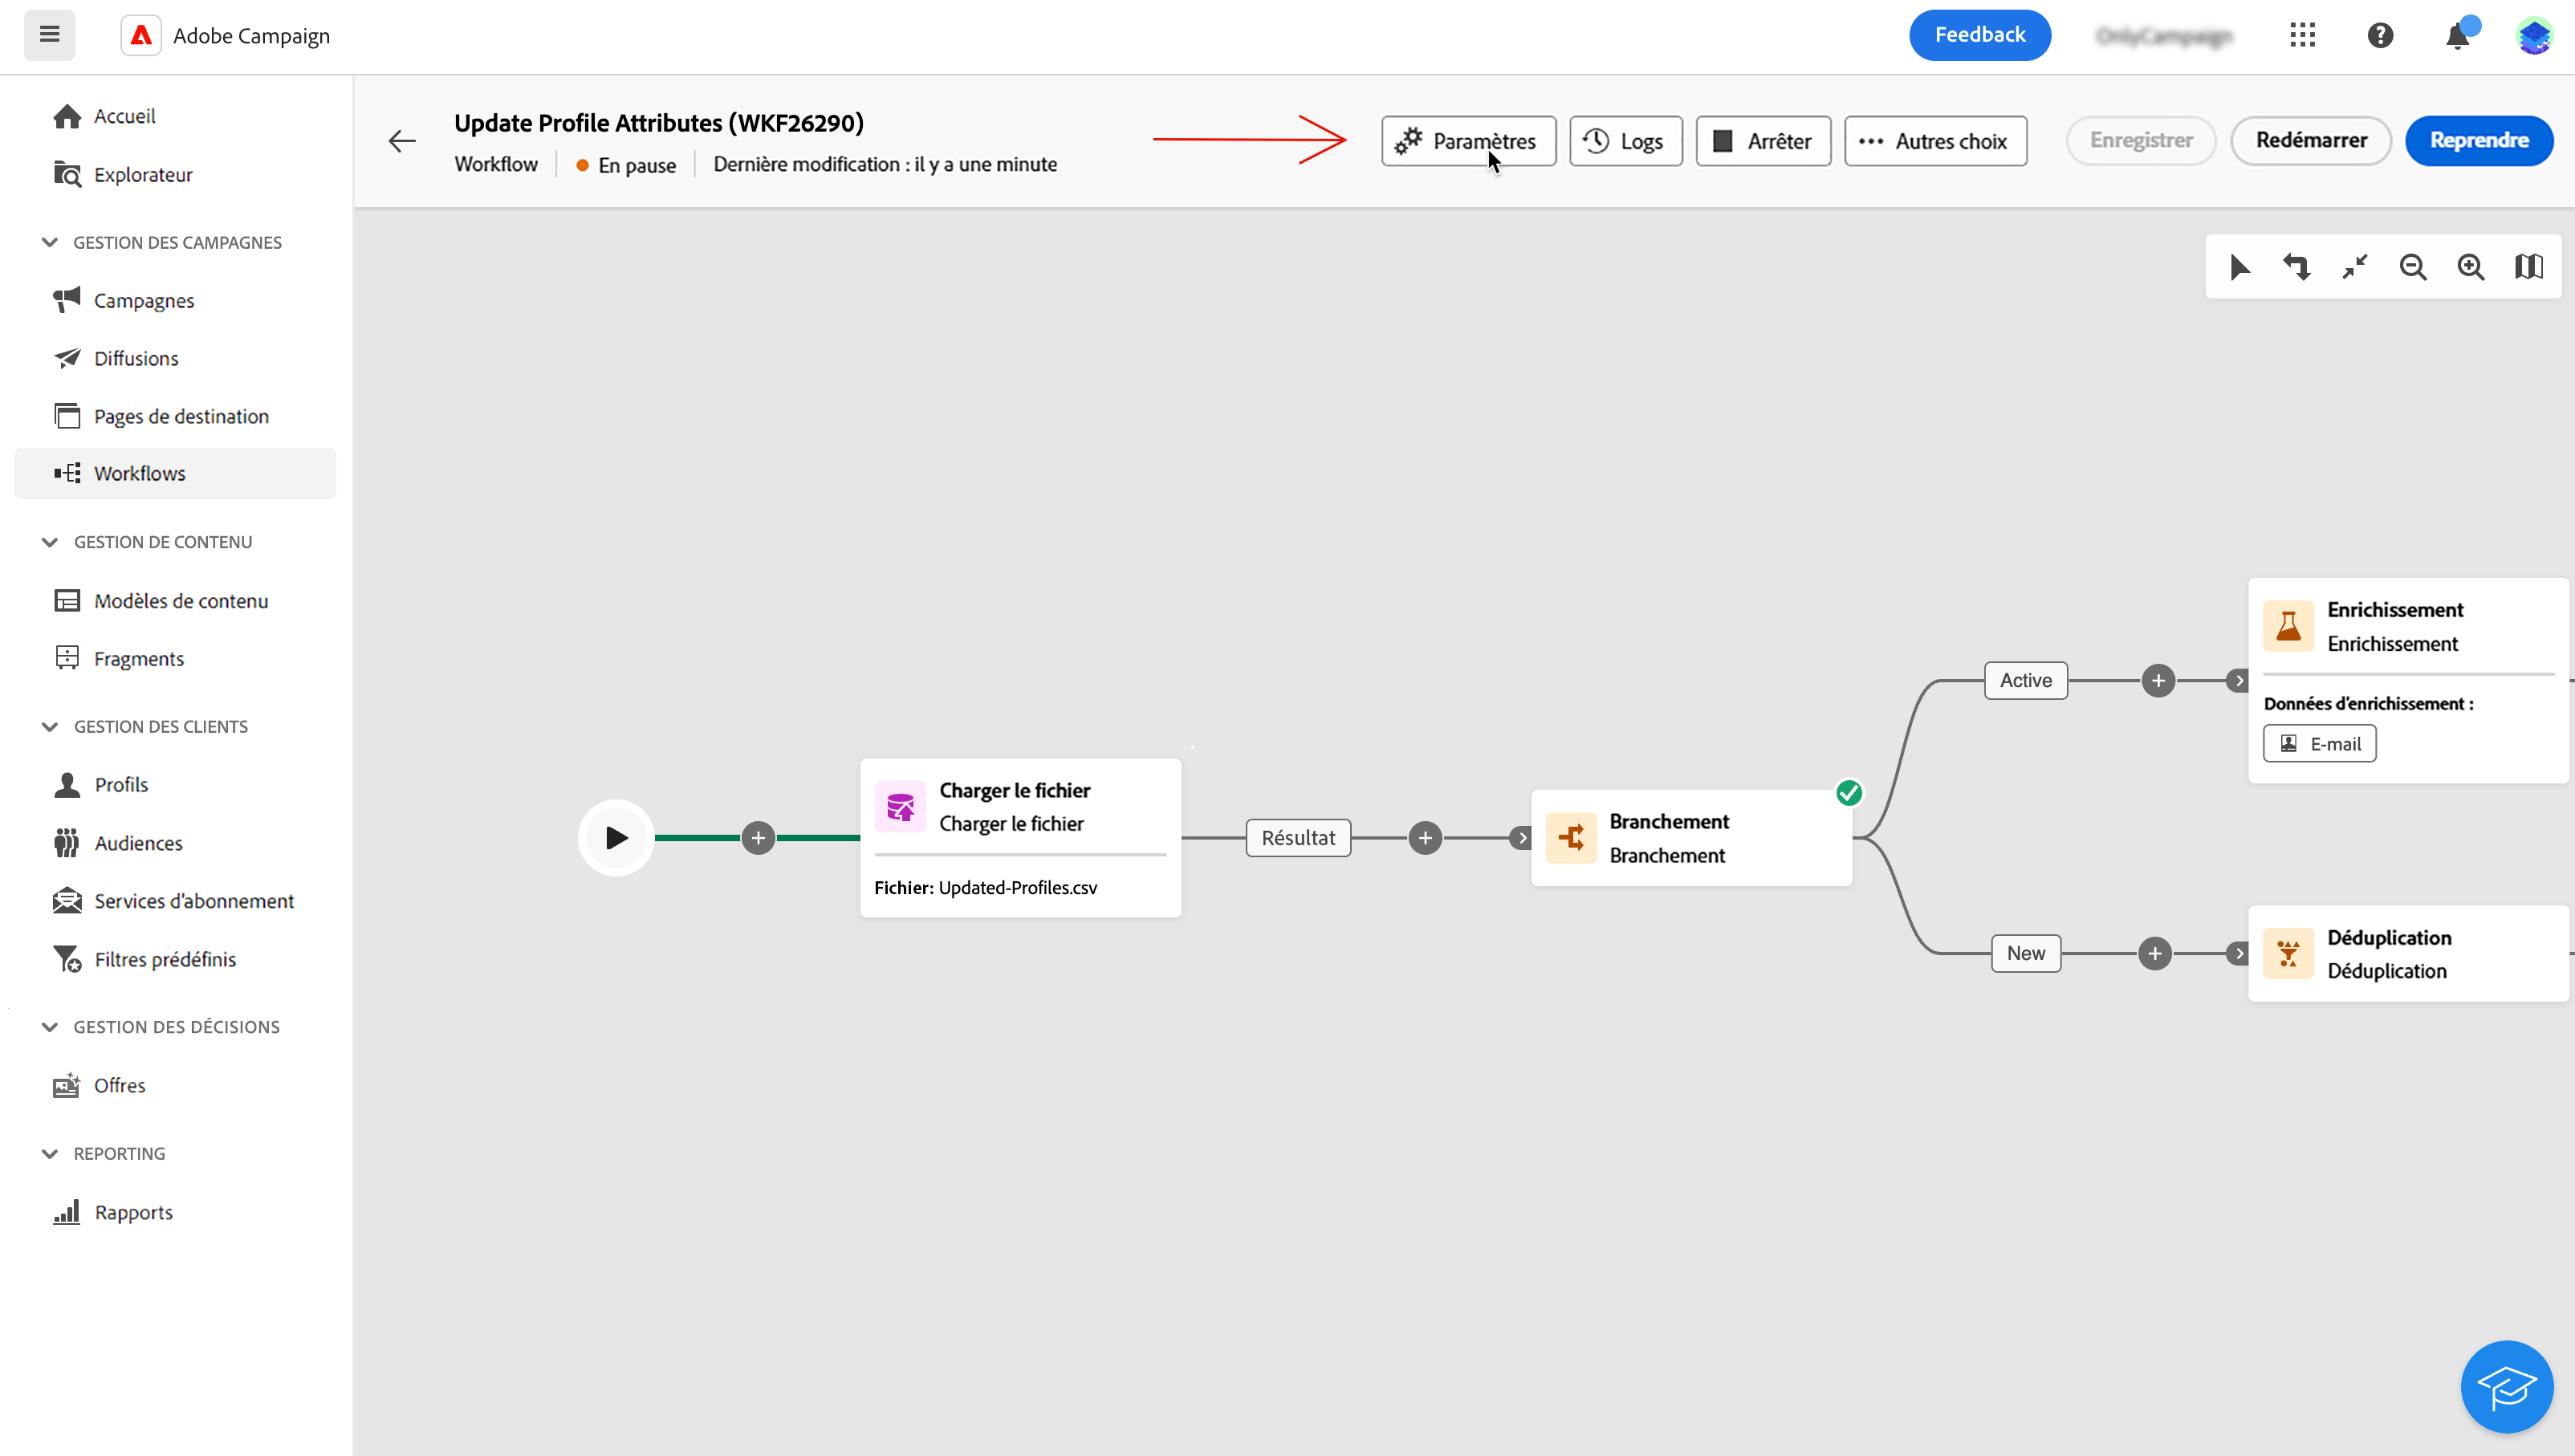 Adobe Campaign
Feedback
Accueil
Explorateur
GESTION DES CAMPAGNES
Campagnes
Diffusions
Pages de destination
Workflows
GESTION DE CONTENU
Modèles de contenu
Fragments
GESTION DES CLIENTS
Profils
Audiences
Services d'abonnement
Filtres prédéfinis
GESTION DES DÉCISIONS
Offres
REPORTING
Rapports
Update Profile Attributes (WKF26290)
Workflow
En pause
Dernière modification : il y a une minute
Paramètres
Logs
Arrêter
Autres choix
Enregistrer
Redémarrer
Reprendre
Charger le fichier
Charger le fichier
Fichier: Updated-Profiles.csv
Résultat
Branchement
Branchement
Active
New
Enrichissement
Enrichissement
Données d'enrichissement :
E-mail
Déduplication
Déduplication